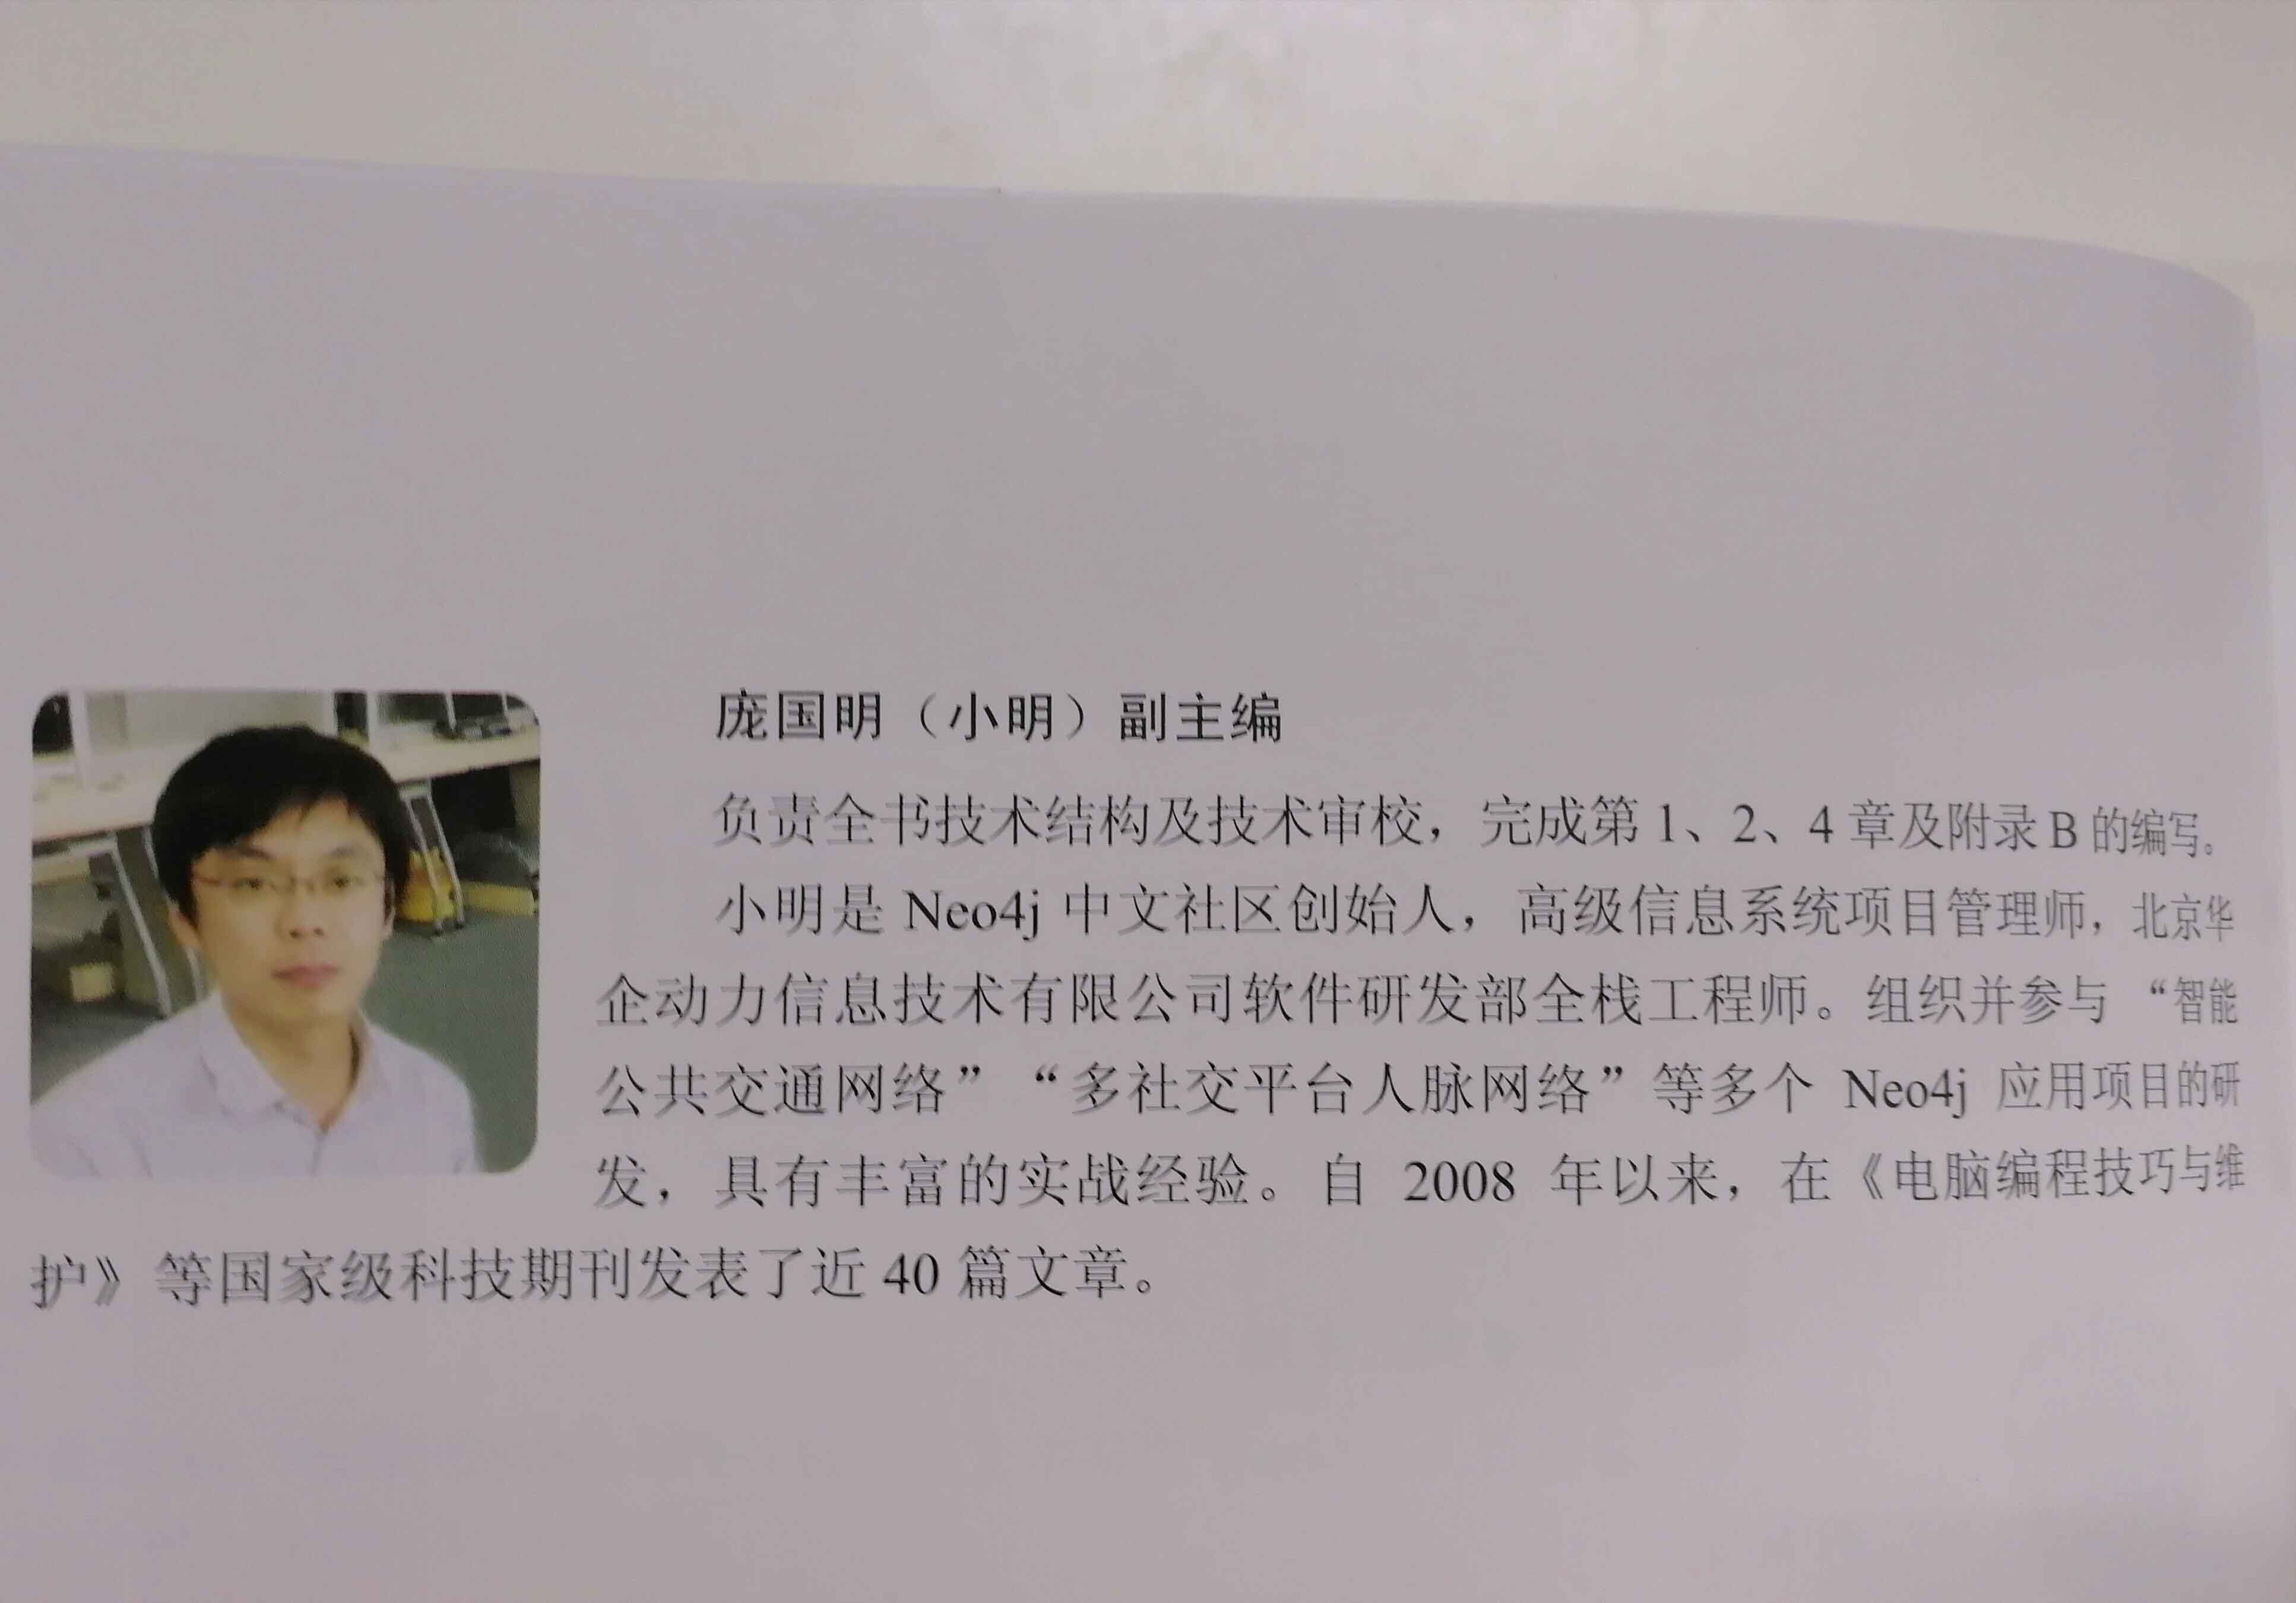 庞国明（小明）副主编
负责全书技术结构及技术审校，完成第 1、2、4 章及附录 B 的编写。
小明是 Neo4j 中文社区创始人，高级信息系统项目管理师，北京华
企动力信息技术有限公司软件研发部全栈工程师。组织并参与 “智能
公共交通网络” “多社交平台人脉网络” 等多个 Neo4j 应用项目的研
发，具有丰富的实战经验。自 2008 年以来，在《电脑编程技巧与维
护》等国家级科技期刊发表了近 40 篇文章。